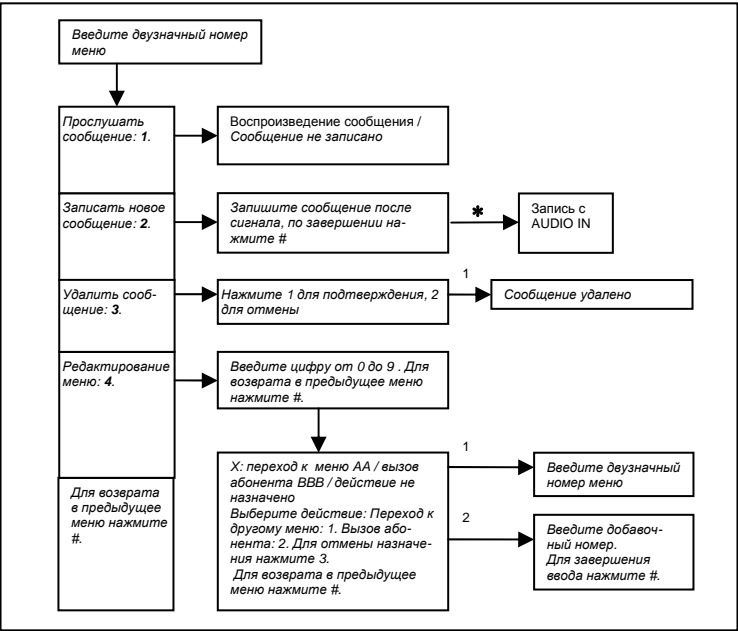 Введите двузначный номер
меню
Прослушать
сообщение: 1.
Воспроизведение сообщения /
Сообщение не записано
Записать новое
сообщение: 2.
Запишите сообщение после
сигнала, по завершении на-
жмите #
*
Запись с
AUDIO IN
Удалить сооб-
щение: 3.
Нажмите 1 для подтверждения, 2
для отмены
1
Сообщение удалено
Редактирование
меню: 4.
Введите цифру от 0 до 9 . Для
возврата в предыдущее меню
нажмите #.
Для возврата
в предыдущее
меню нажмите
#.
X: переход к меню AA / вызов
абонента BBB / действие не
назначено
Выберите действие: Переход к
другому меню: 1. Вызов або-
нента: 2. Для отмены назначе-
ния нажмите 3.
Для возврата в предыдущее
меню нажмите #.
1
Введите двузначный
номер меню
2
Введите добавоч-
ный номер.
Для завершения
ввода нажмите #.